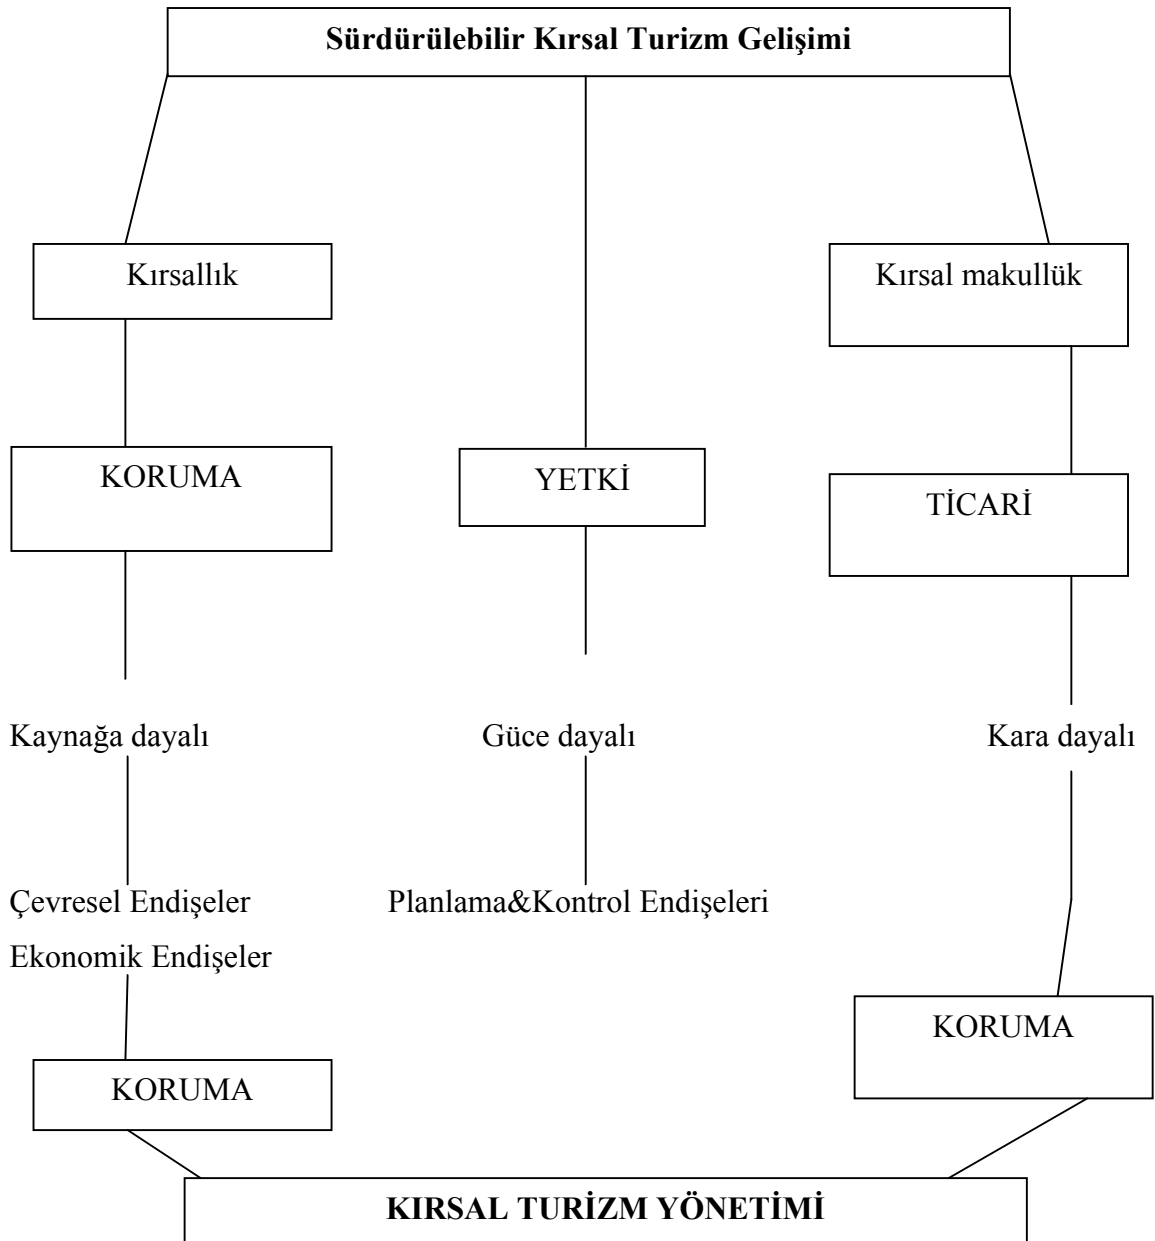 Sürdürülebilir Kırsal Turizm Gelişimi
Kırsallık
Kırsal makullük
KORUMA
YETKİ
TİCARİ
Kaynağa dayalı
Güce dayalı
Kara dayalı
Çevresel Endişeler
Planlama&Kontrol Endişeleri
Ekonomik Endişeler
KORUMA
KORUMA
KIRSAL TURİZM YÖNETİMİ